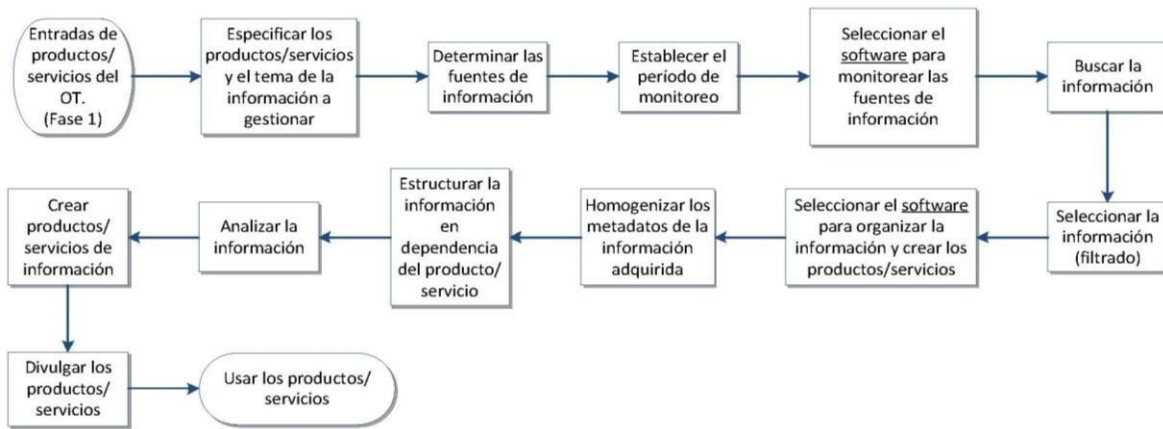 Entradas de
productos/
servicios del
OT.
(Fase 1)
Especificar los
productos/servicios
y el tema de la
información a
gestionar
Determinar las
fuentes de
información
Establecer el
período de
monitoreo
Seleccionar el software para
monitorear las
fuentes de
información
Buscar la
información
Seleccionar la
información
(filtrado)
Seleccionar el software
para organizar la
información y crear los
productos/servicios
Homogenizar los
metadatos de la
información
adquirida
Estructurar la
información
en
dependencia
del producto/
servicio
Analizar la
información
Crear
productos/
servicios de
información
Divulgar los
productos/
servicios
Usar los productos/
servicios